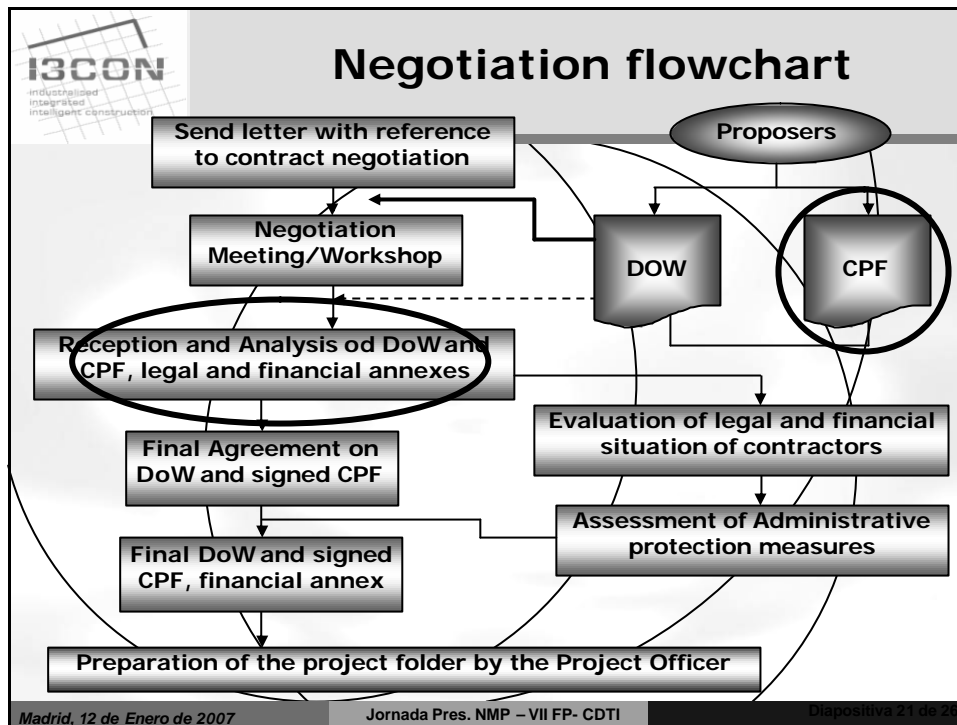 I3CON
industrialised
integrated
intelligent construction
Negotiation flowchart
Send letter with reference
to contract negotiation
Proposers
Negotiation
Meeting/Workshop
DOW
CPF
Reception and Analysis od DoW and
CPF, legal and financial annexes
Evaluation of legal and financial
situation of contractors
Final Agreement on
DoW and signed CPF
Assessment of Administrative
protection measures
Final DoW and signed
CPF, financial annex
Preparation of the project folder by the Project Officer
Madrid, 12 de Enero de 2007
Jornada Pres. NMP – VII FP- CDTI
Diapositiva 21 de 26